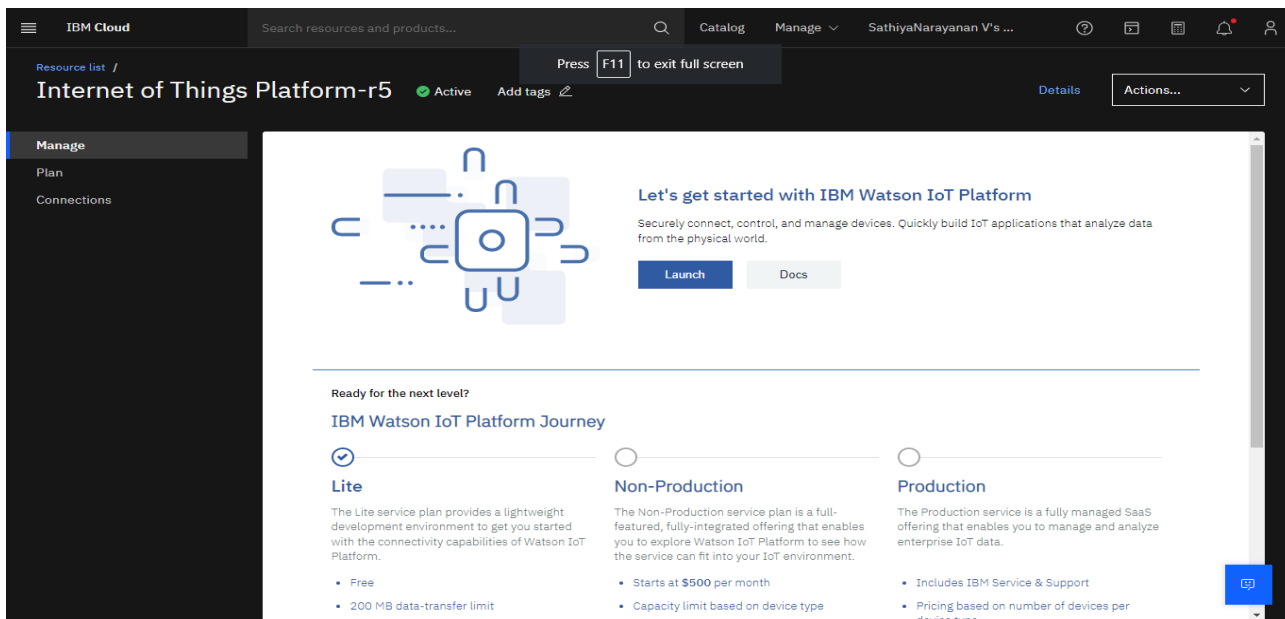 IBM Cloud
Search resources and products...
Catalog
Manage
SathiyaNarayanan V's ...
Press F11 to exit full screen
Resource list /
Internet of Things Platform-r5
Active
Add tags
Details
Actions...
Manage
Plan
Connections
Let's get started with IBM Watson IoT Platform
Securely connect, control, and manage devices. Quickly build IoT applications that analyze data
from the physical world.
Launch
Docs
Ready for the next level?
IBM Watson IoT Platform Journey
Lite
The Lite service plan provides a lightweight
development environment to get you started
with the connectivity capabilities of Watson IoT
Platform.
• Free
• 200 MB data-transfer limit
Non-Production
The Non-Production service plan is a full-
featured, fully-integrated offering that enables
you to explore Watson IoT Platform to see how
the service can fit into your IoT environment.
• Starts at $500 per month
• Capacity limit based on device type
Production
The Production service is a fully managed SaaS
offering that enables you to manage and analyze
enterprise IoT data.
• Includes IBM Service & Support
• Pricing based on number of devices per
device type